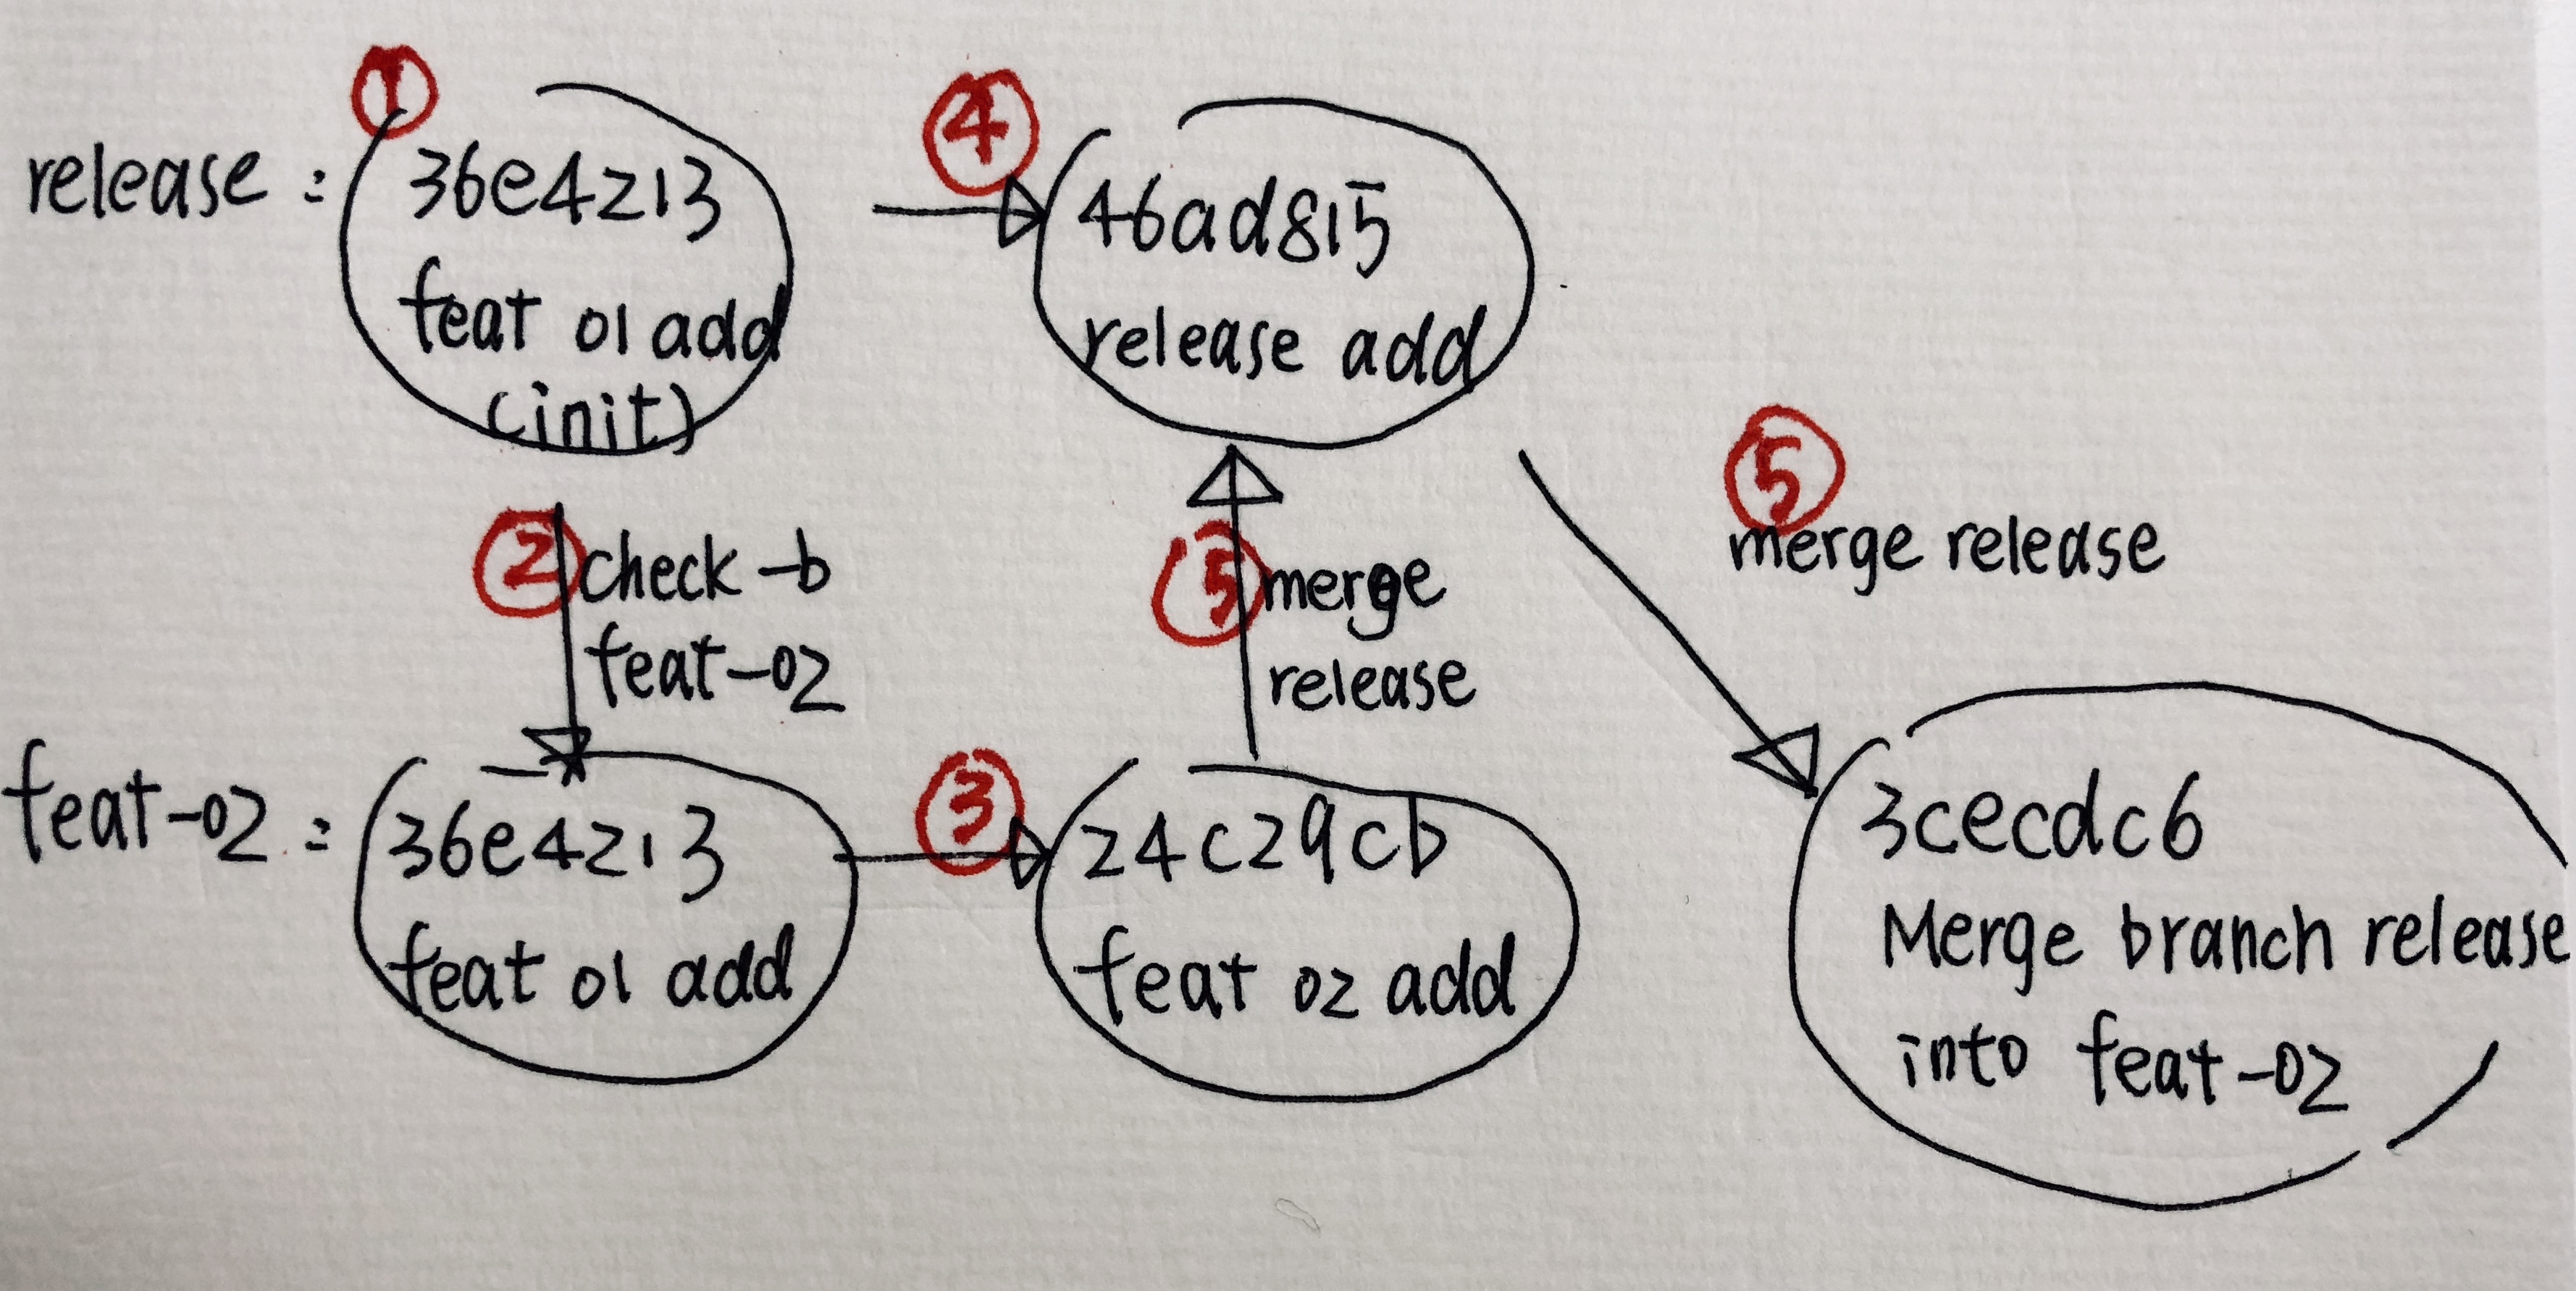 ①
release :
36e4213
feat 01 add
(init)
④
46ad815
release add
②
check -b
feat-02
⑤
merge
release
⑤
merge release
feat-02 :
36e4213
feat 01 add
③
24c29cb
feat 02 add
3cecdc6
Merge branch release
into feat-02